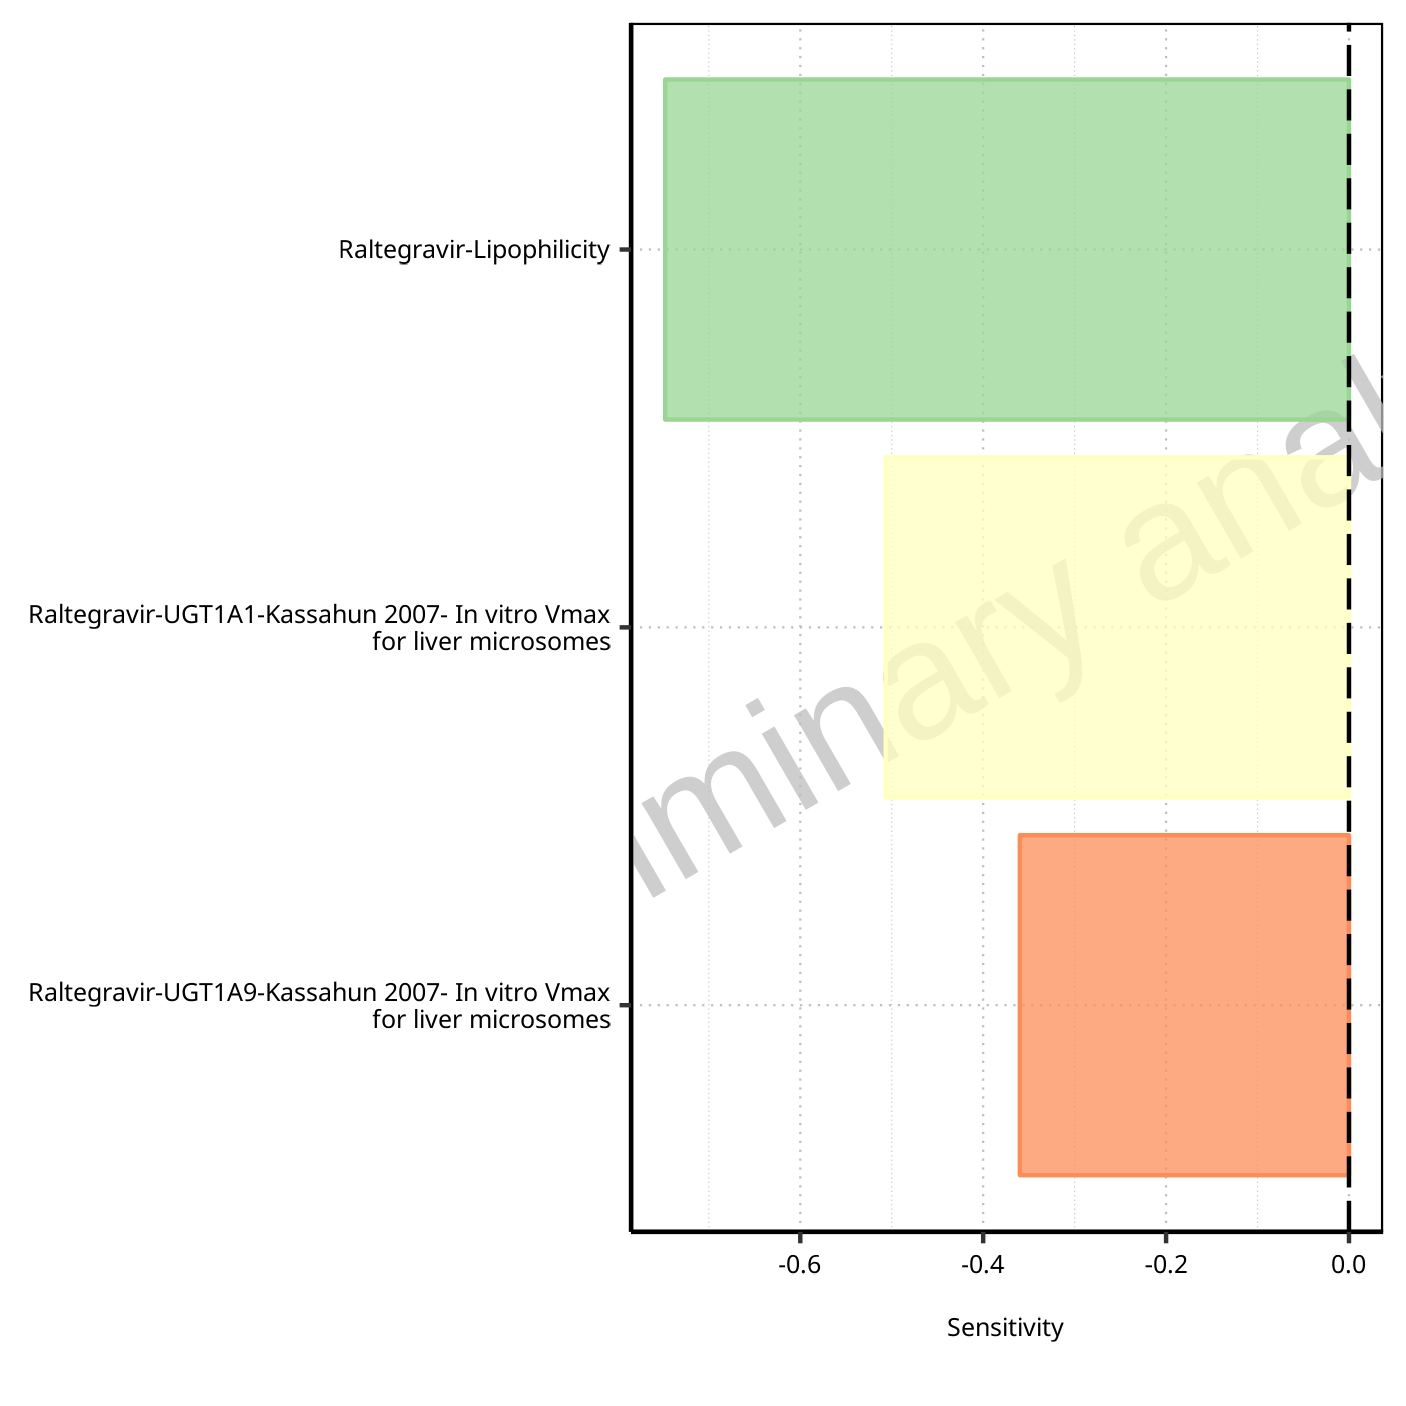 Raltegravir-Lipophilicity
Raltegravir-UGT1A1-Kassahun 2007- In vitro Vmax
for liver microsomes
Raltegravir-UGT1A9-Kassahun 2007- In vitro Vmax
for liver microsomes
minary anal
-0.6
-0.4
-0.2
0.0
Sensitivity